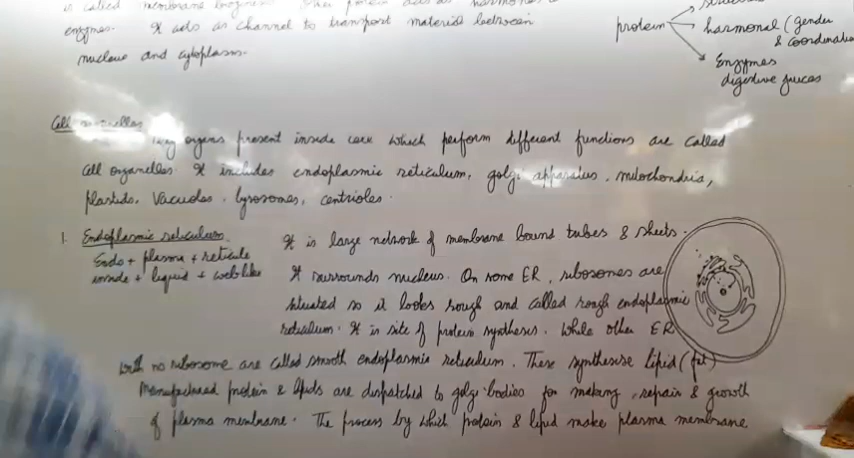 is called membrane
enzymes. It acts as channel to transport material between
nucleus and cytoplasm.
protein
harmonal (gender
& coordination
Enzymes
digestive juices
Cell organelles
organs present inside cell which perform different functions are called
cell organelles. It includes endoplasmic reticulum, golgi apparatus, mitochondria,
plastids, Vacuoles, lysosomes, centrioles.
1. Endoplasmic reticulum
Endo + plasma + reticule
inside + liquid + weblike
It is large network of membrane bound tubes & sheets.
It surrounds nucleus. On some ER, ribosomes are
situated so it looks rough and called rough endoplasmic
reticulum. It is site of protein synthesis. While other ER
with no ribosome are called smooth endoplasmic reticulum. These synthesise lipid (fat)
Manufactured protein & lipids are dispatched to golgi bodies for making, repair & growth
of plasma membrane. The process by which protein & lipid make plasma membrane